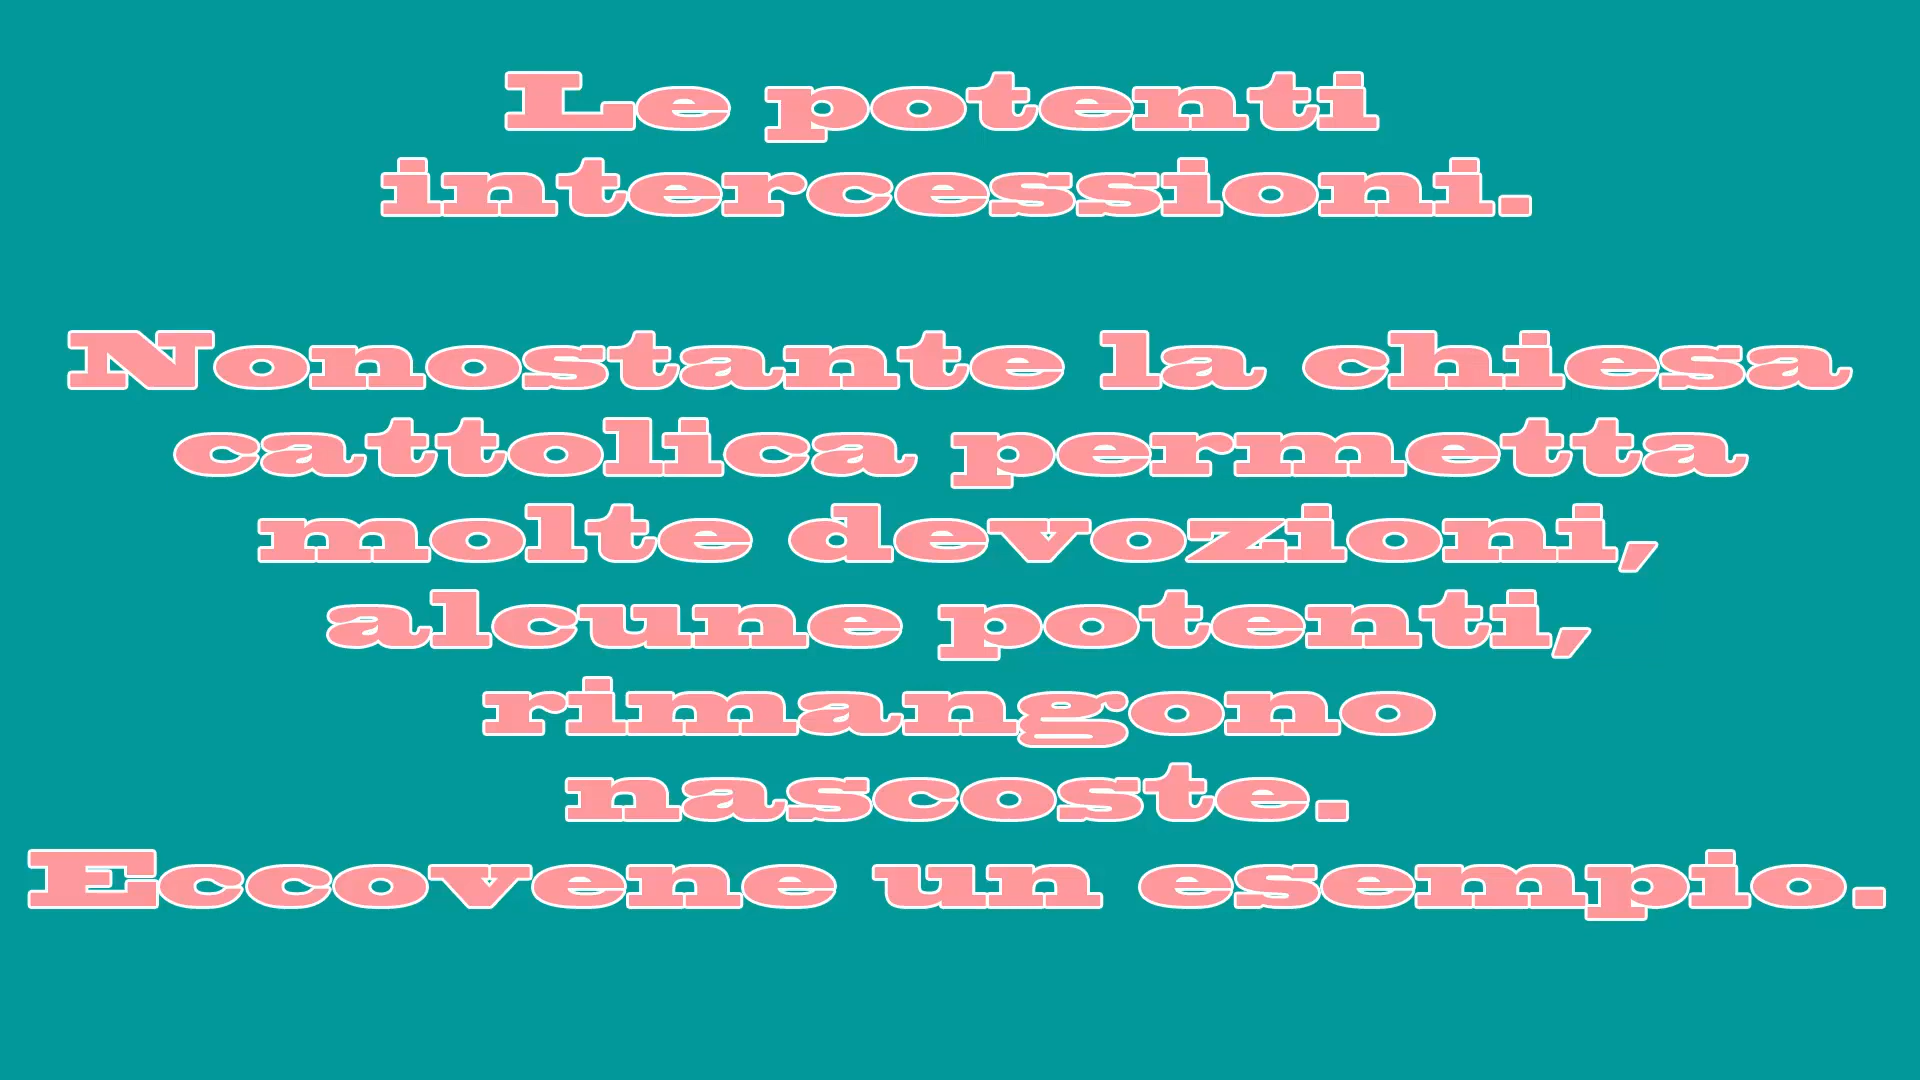 Le potenti
intercessioni.
Nonostante la chiesa
cattolica permetta
molte devozioni,
alcune potenti,
rimangono
nascoste.
Eccovene un esempio.